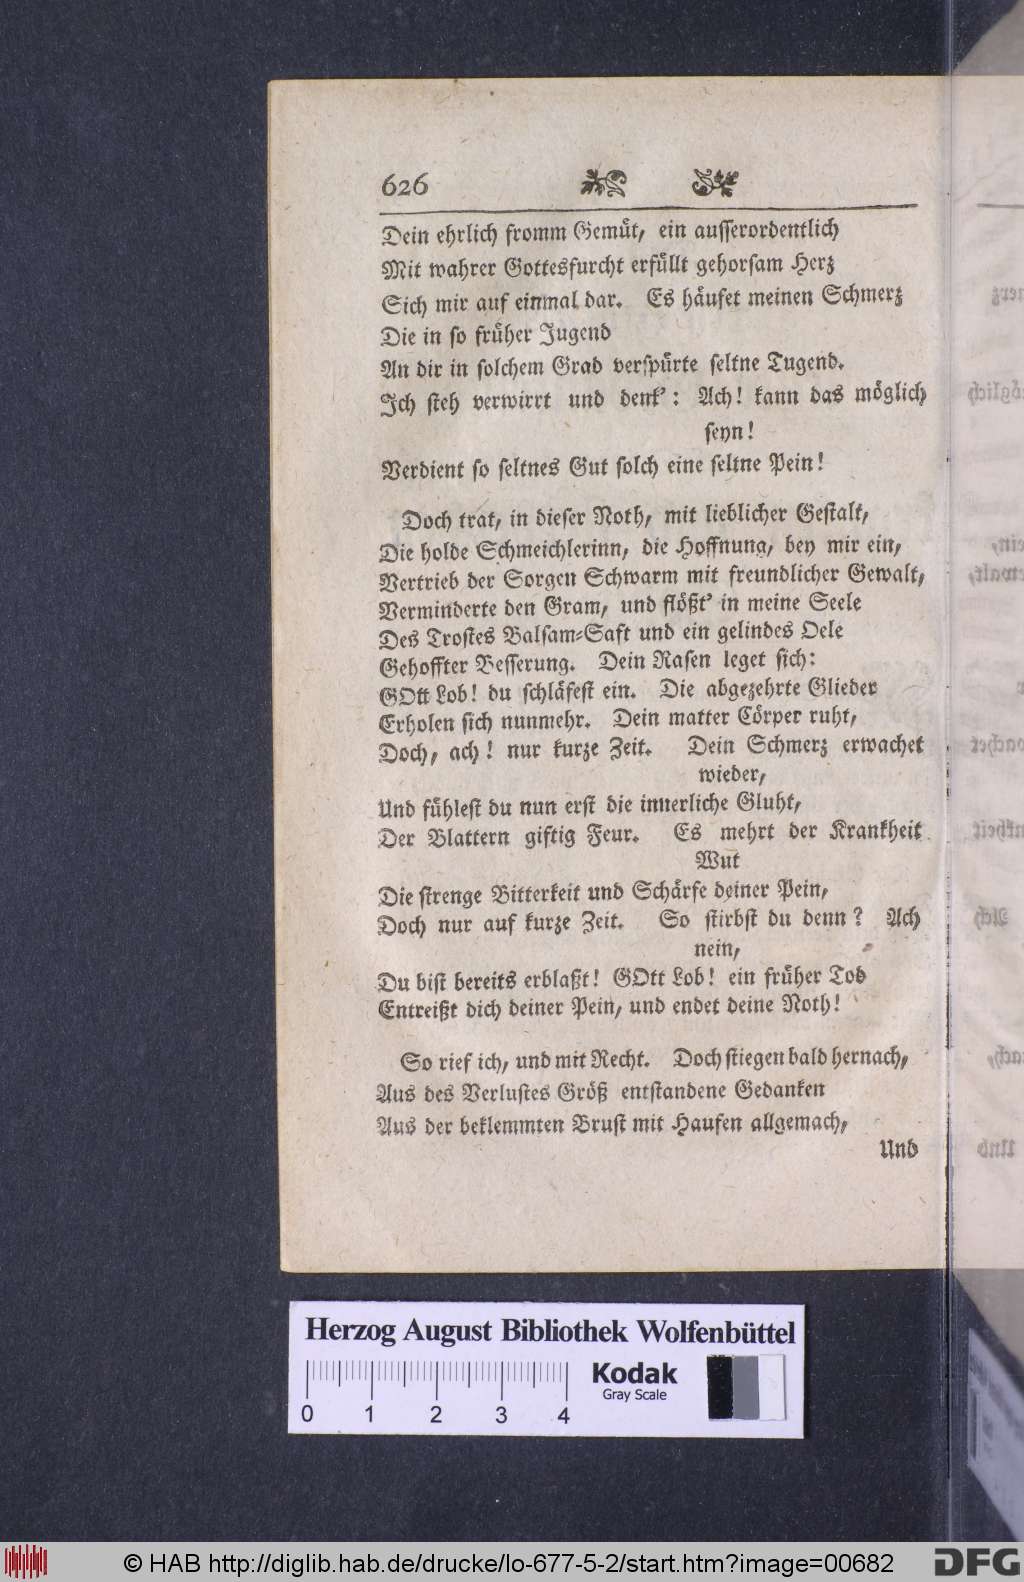 626
Dein ehrlich fromm Gemüt, ein ausserordentlich
Mit wahrer Gottesfurcht erfüllt gehorsam Herz
Sich mir auf einmal dar. Es häufet meinen Schmerz
Die in so früher Jugend
An dir in solchem Grad verspürte seltne Tugend.
Ich steh verwirrt und denk': Ach! kann das möglich
seyn!
Verdient so seltnes Gut solch eine seltne Pein!
Doch trat, in dieser Noth, mit lieblicher Gestalt,
Die holde Schmeichlerinn, die Hoffnung, bey mir ein,
Vertrieb der Sorgen Schwarm mit freundlicher Gewalt,
Verminderte den Gram, und flößt' in meine Seele
Des Trostes Balsam-Saft und ein gelindes Oele
Gehoffter Besserung. Dein Rasen leget sich:
GOtt Lob! du schläfest ein. Die abgezehrte Glieder
Erholen sich nunmehr. Dein matter Cörper ruht,
Doch, ach! nur kurze Zeit. Dein Schmerz erwachet
wieder,
Und fühlest du nun erst die innerliche Gluht,
Der Blattern giftig Feur. Es mehrt der Krankheit
Wut
Die strenge Bitterkeit und Schärfe deiner Pein,
Doch nur auf kurze Zeit. So stirbst du denn? Ach
nein,
Du bist bereits erblaßt! GOtt Lob! ein früher Tod
Entreißt dich deiner Pein, und endet deine Noth!
So rief ich, und mit Recht. Doch stiegen bald hernach,
Aus des Verlustes Größ entstandene Gedanken
Aus der beklemmten Brust mit Haufen allgemach,
Und
Herzog August Bibliothek Wolfenbüttel
Kodak
Gray Scale
0 1 2 3 4
© HAB http://diglib.hab.de/drucke/lo-677-5-2/start.htm?image=00682
DFG